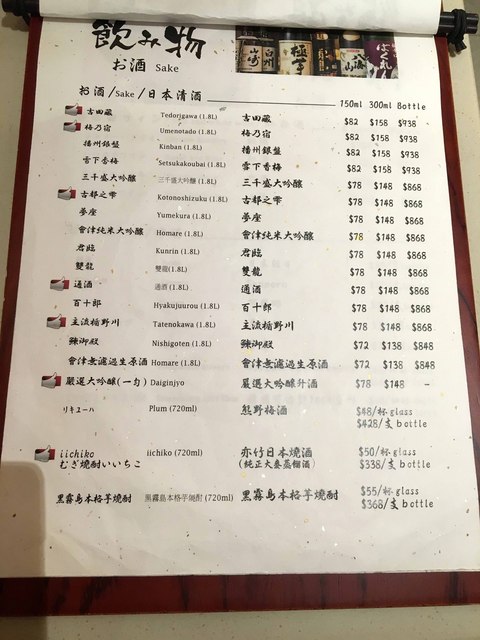 飲み物
お酒 Sake
お酒/Sake/日本清酒 150ml 300ml Bottle
古田蔵 Tedorigawa (1.8L) 古田蔵 $82 $158 $938
梅乃宿 Umenotado (1.8L) 梅乃宿 $82 $158 $938
播州銀盤 Kinban (1.8L) 播州銀盤 $82 $158 $938
雪下香梅 Setsukakoubai (1.8L) 雪下香梅 $82 $158 $938
三千盛大吟醸 三千盛大吟醸 (1.8L) 三千盛大吟醸 $78 $148 $868
古都之雫 Kotonoshizuku (1.8L) 古都之雫 $78 $148 $868
夢座 Yumekura (1.8L) 夢座 $78 $148 $868
會津純米大吟醸 Homare (1.8L) 會津純米大吟醸 $78 $148 $868
君臨 Kunrin (1.8L) 君臨 $78 $148 $868
雙龍 雙龍(1.8L) 雙龍 $78 $148 $868
通酒 通酒 (1.8L) 通酒 $78 $148 $868
百十郎 Hyakujuurou (1.8L) 百十郎 $78 $148 $868
主流楯野川 Tatenokawa (1.8L) 主流楯野川 $78 $148 $868
御殿 Nishigoten (1.8L) 御殿 $72 $138 $848
會津無濾過生原酒 Homare (1.8L) 會津無濾過生原酒 $72 $138 $848
嚴選大吟醸(一勺) Daiginjyo 嚴選大吟醸升酒 $78 $148 -
リキューハ Plum (720ml) 熊野梅酒 $48/杯 glass
$428/支 bottle
iichiko iichiko (720ml) 亦竹日本燒酒 $50/杯 glass
むぎ焼酎いいちこ (純正大麥蒸餾酒) $338/支 bottle
黒霧島本格芋焼酎 黒霧島本格芋焼酎 (720ml) 黒霧島本格芋焼酎 $55/杯 glass
$368/支 bottle